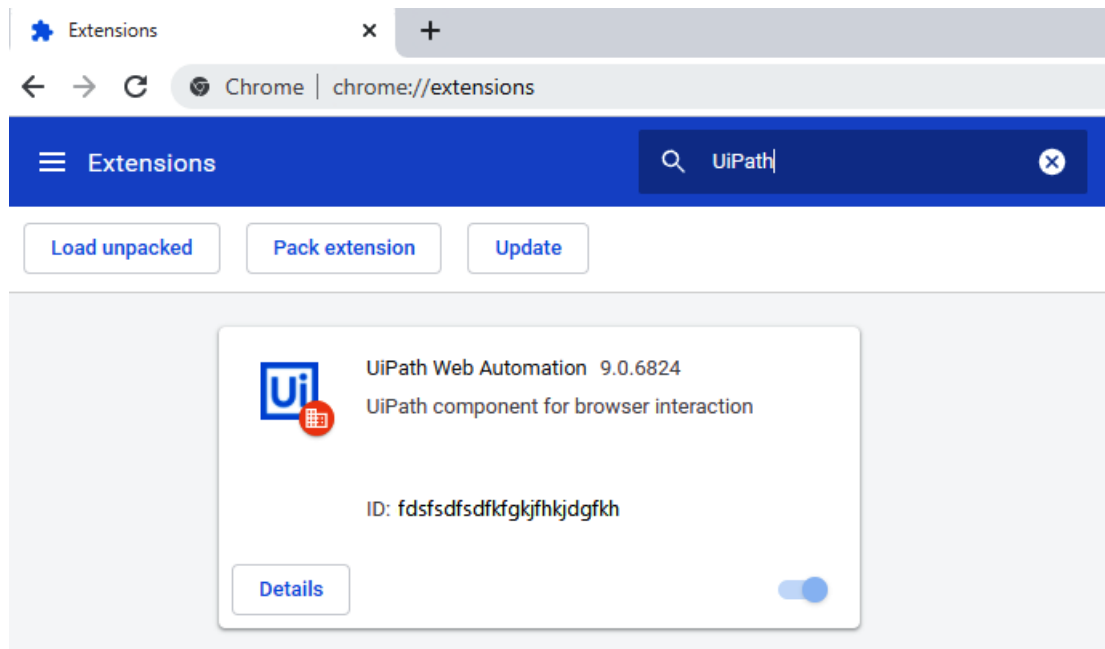 Extensions
Chrome | chrome://extensions
Extensions
UiPath
Load unpacked
Pack extension
Update
Ui
UiPath Web Automation 9.0.6824
UiPath component for browser interaction
ID: fdsfsdfsdfkfgkjfhkjdgfkh
Details